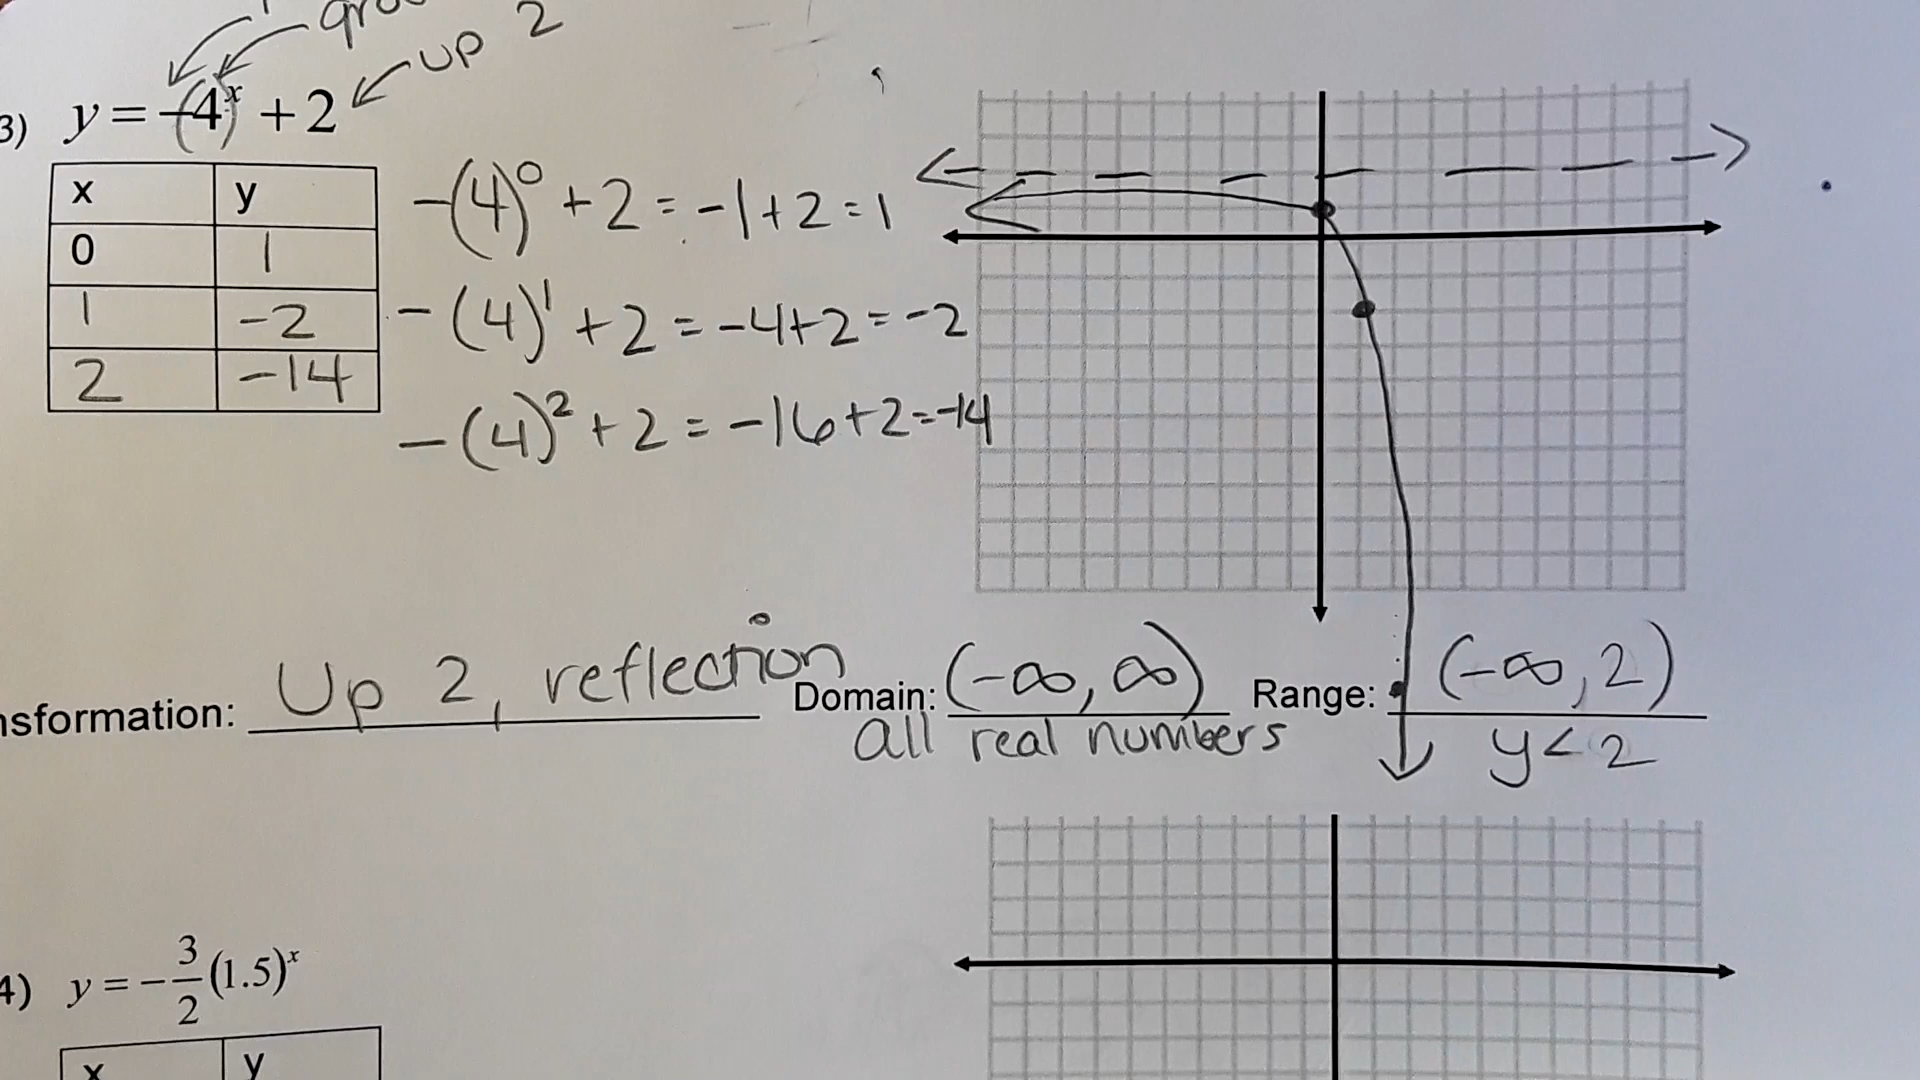 up 2
3) y = -(4^x) + 2
x y
0 1
1 -2
2 -14
-(4)^0 + 2 = -1 + 2 = 1
-(4)^1 + 2 = -4 + 2 = -2
-(4)^2 + 2 = -16 + 2 = -14
nsformation: Up 2, reflection Domain: (-∞, ∞) Range: (-∞, 2)
all real numbers y < 2
4) y = -3/2 (1.5)^x
x y